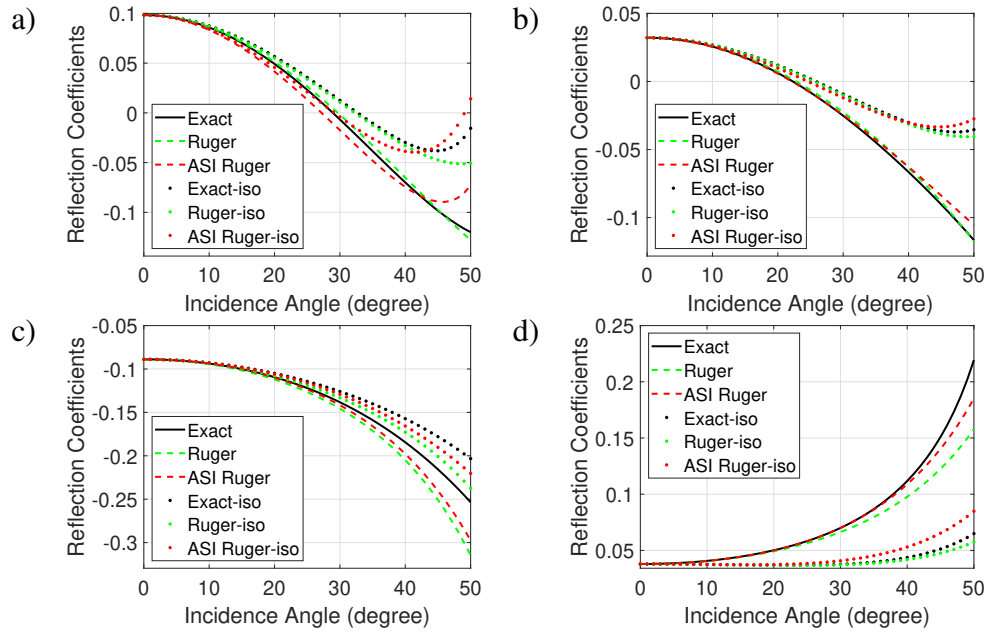 a)
0.1
0.05
0
-0.05
-0.1
Reflection Coefficients
Exact
Ruger
ASI Ruger
Exact-iso
Ruger-iso
ASI Ruger-iso
0 10 20 30 40 50
Incidence Angle (degree)
b)
0.05
0
-0.05
-0.1
Reflection Coefficients
Exact
Ruger
ASI Ruger
Exact-iso
Ruger-iso
ASI Ruger-iso
0 10 20 30 40 50
Incidence Angle (degree)
c)
-0.05
-0.1
-0.15
-0.2
-0.25
-0.3
Reflection Coefficients
Exact
Ruger
ASI Ruger
Exact-iso
Ruger-iso
ASI Ruger-iso
0 10 20 30 40 50
Incidence Angle (degree)
d)
0.25
0.2
0.15
0.1
0.05
Reflection Coefficients
Exact
Ruger
ASI Ruger
Exact-iso
Ruger-iso
ASI Ruger-iso
0 10 20 30 40 50
Incidence Angle (degree)